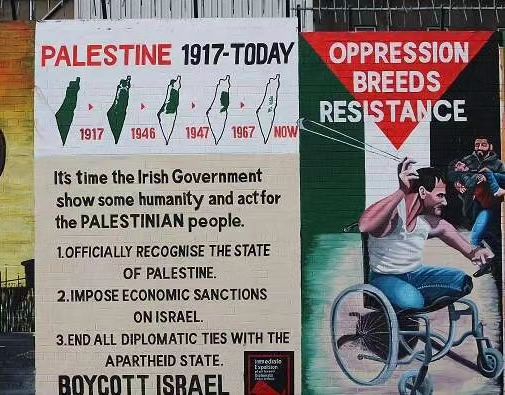 PALESTINE 1917-TODAY
1917 1946 1947 1967 NOW
It's time the Irish Government
show some humanity and act for
the PALESTINIAN people.
1.OFFICIALLY RECOGNISE THE STATE
OF PALESTINE.
2.IMPOSE ECONOMIC SANCTIONS
ON ISRAEL.
3.END ALL DIPLOMATIC TIES WITH THE
APARTHEID STATE.
BOYCOTT ISRAEL
Immediate
Expulsion
OPPRESSION
BREEDS
RESISTANCE